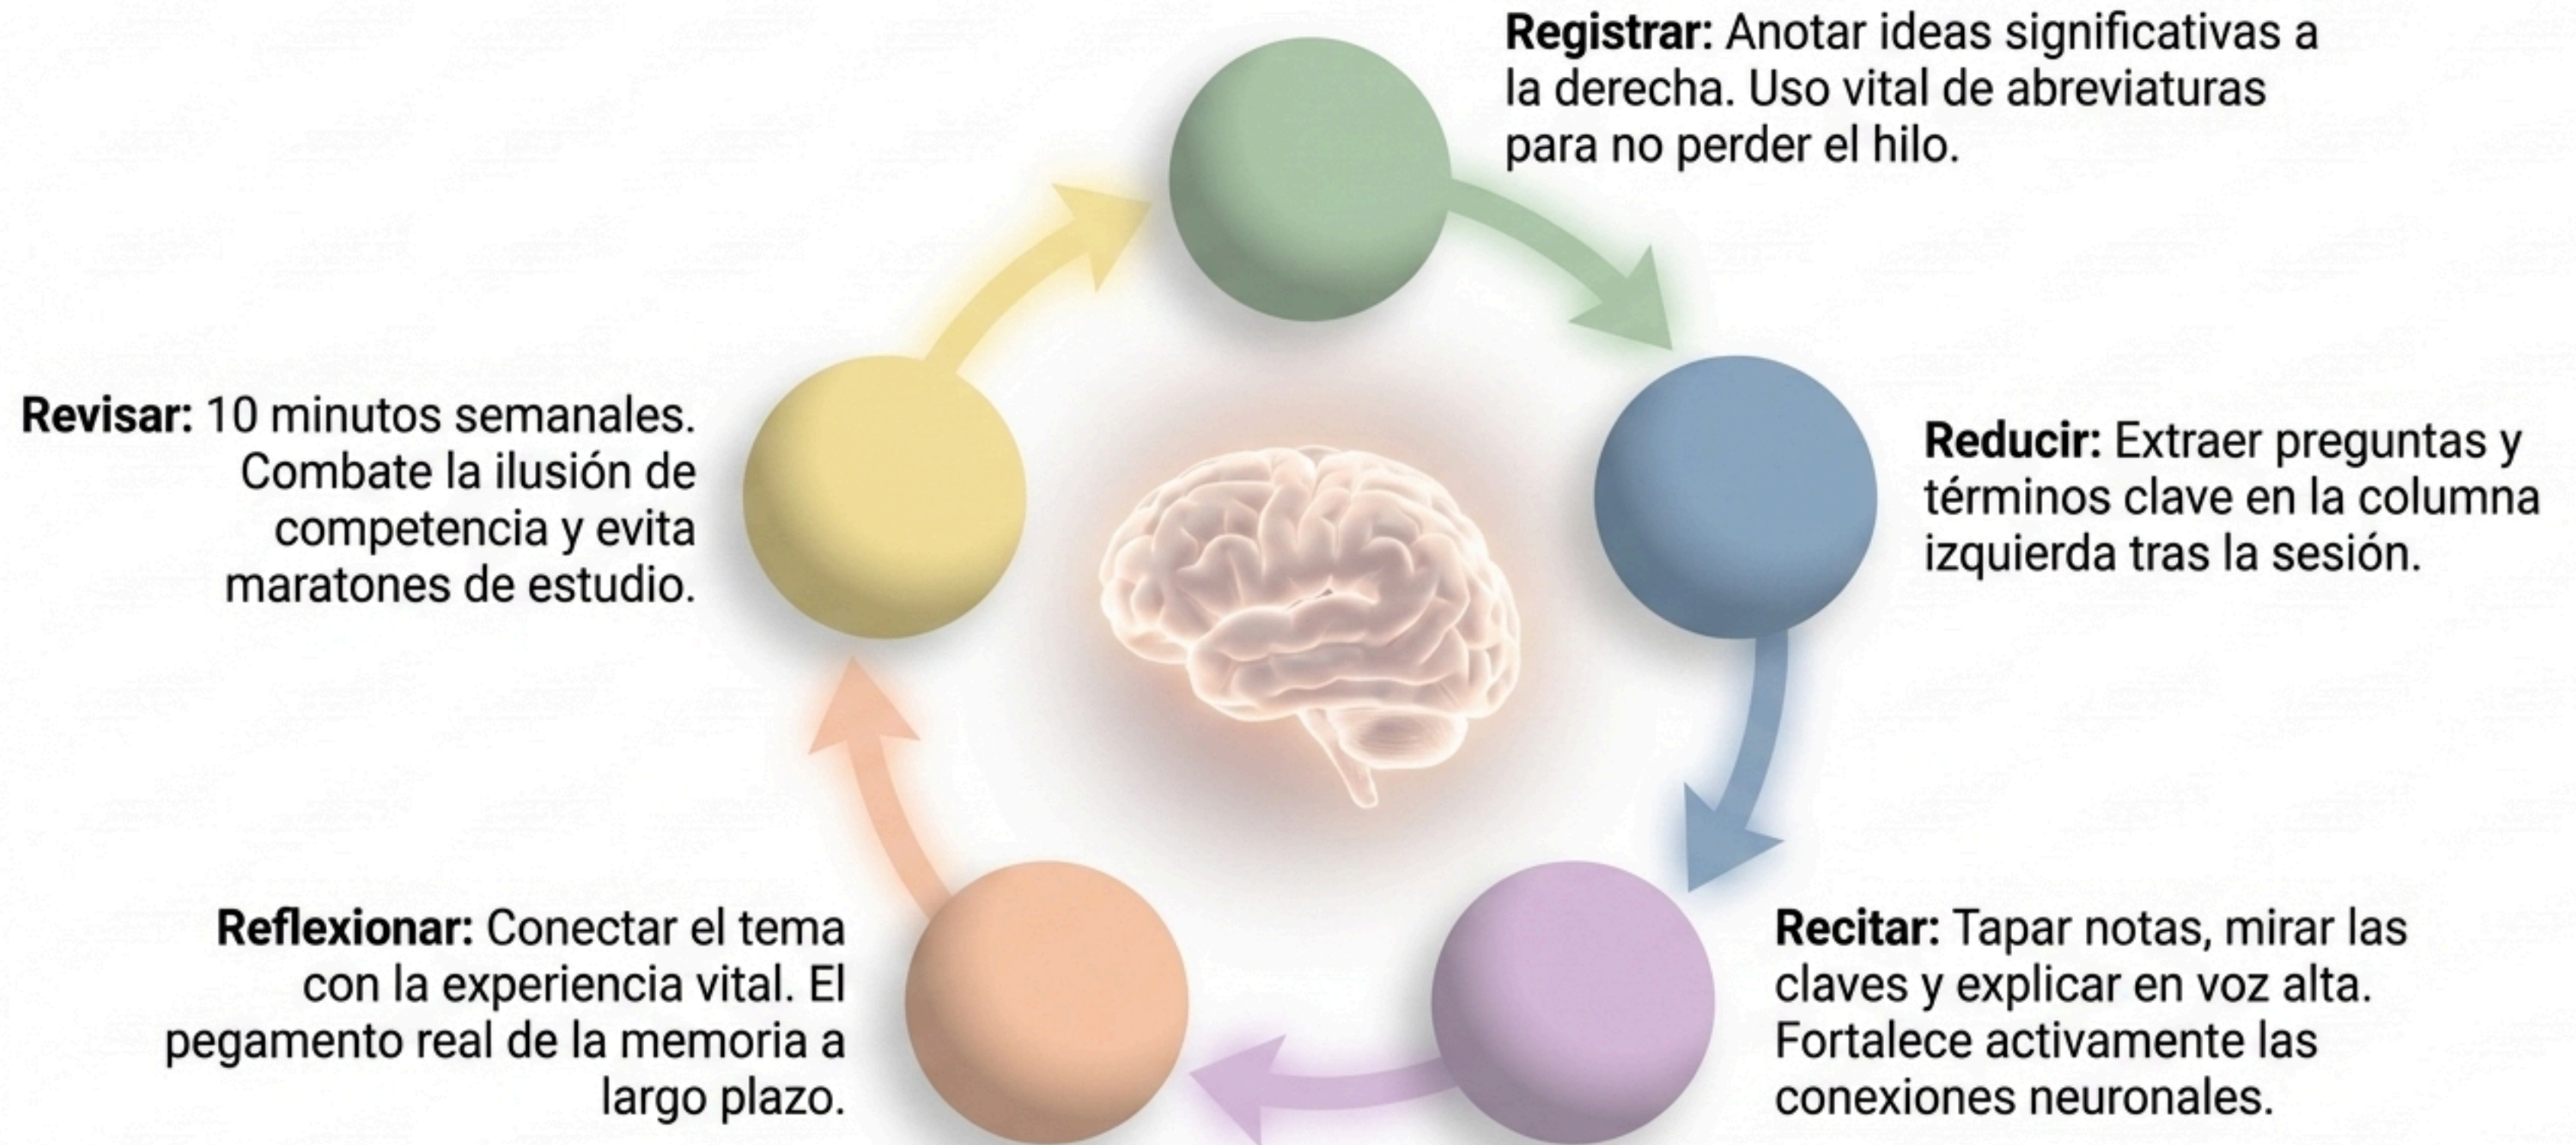 Registrar: Anotar ideas significativas a
la derecha. Uso vital de abreviaturas
para no perder el hilo.
Reducir: Extraer preguntas y
términos clave en la columna
izquierda tras la sesión.
Recitar: Tapar notas, mirar las
claves y explicar en voz alta.
Fortalece activamente las
conexiones neuronales.
Reflexionar: Conectar el tema
con la experiencia vital. El
pegamento real de la memoria a
largo plazo.
Revisar: 10 minutos semanales.
Combate la ilusión de
competencia y evita
maratones de estudio.